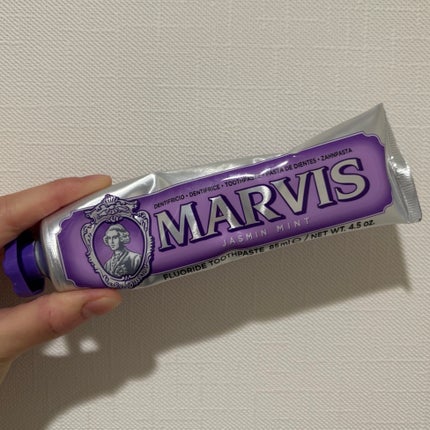 DENTIFRICIO · DENTIFRICE · TOOTHPASTE · PASTA DE DIENTES · ZAHNPASTA
MARVIS
JASMIN MINT
FLUORIDE TOOTHPASTE 85 ml ℮ / NET WT. 4.5 oz.